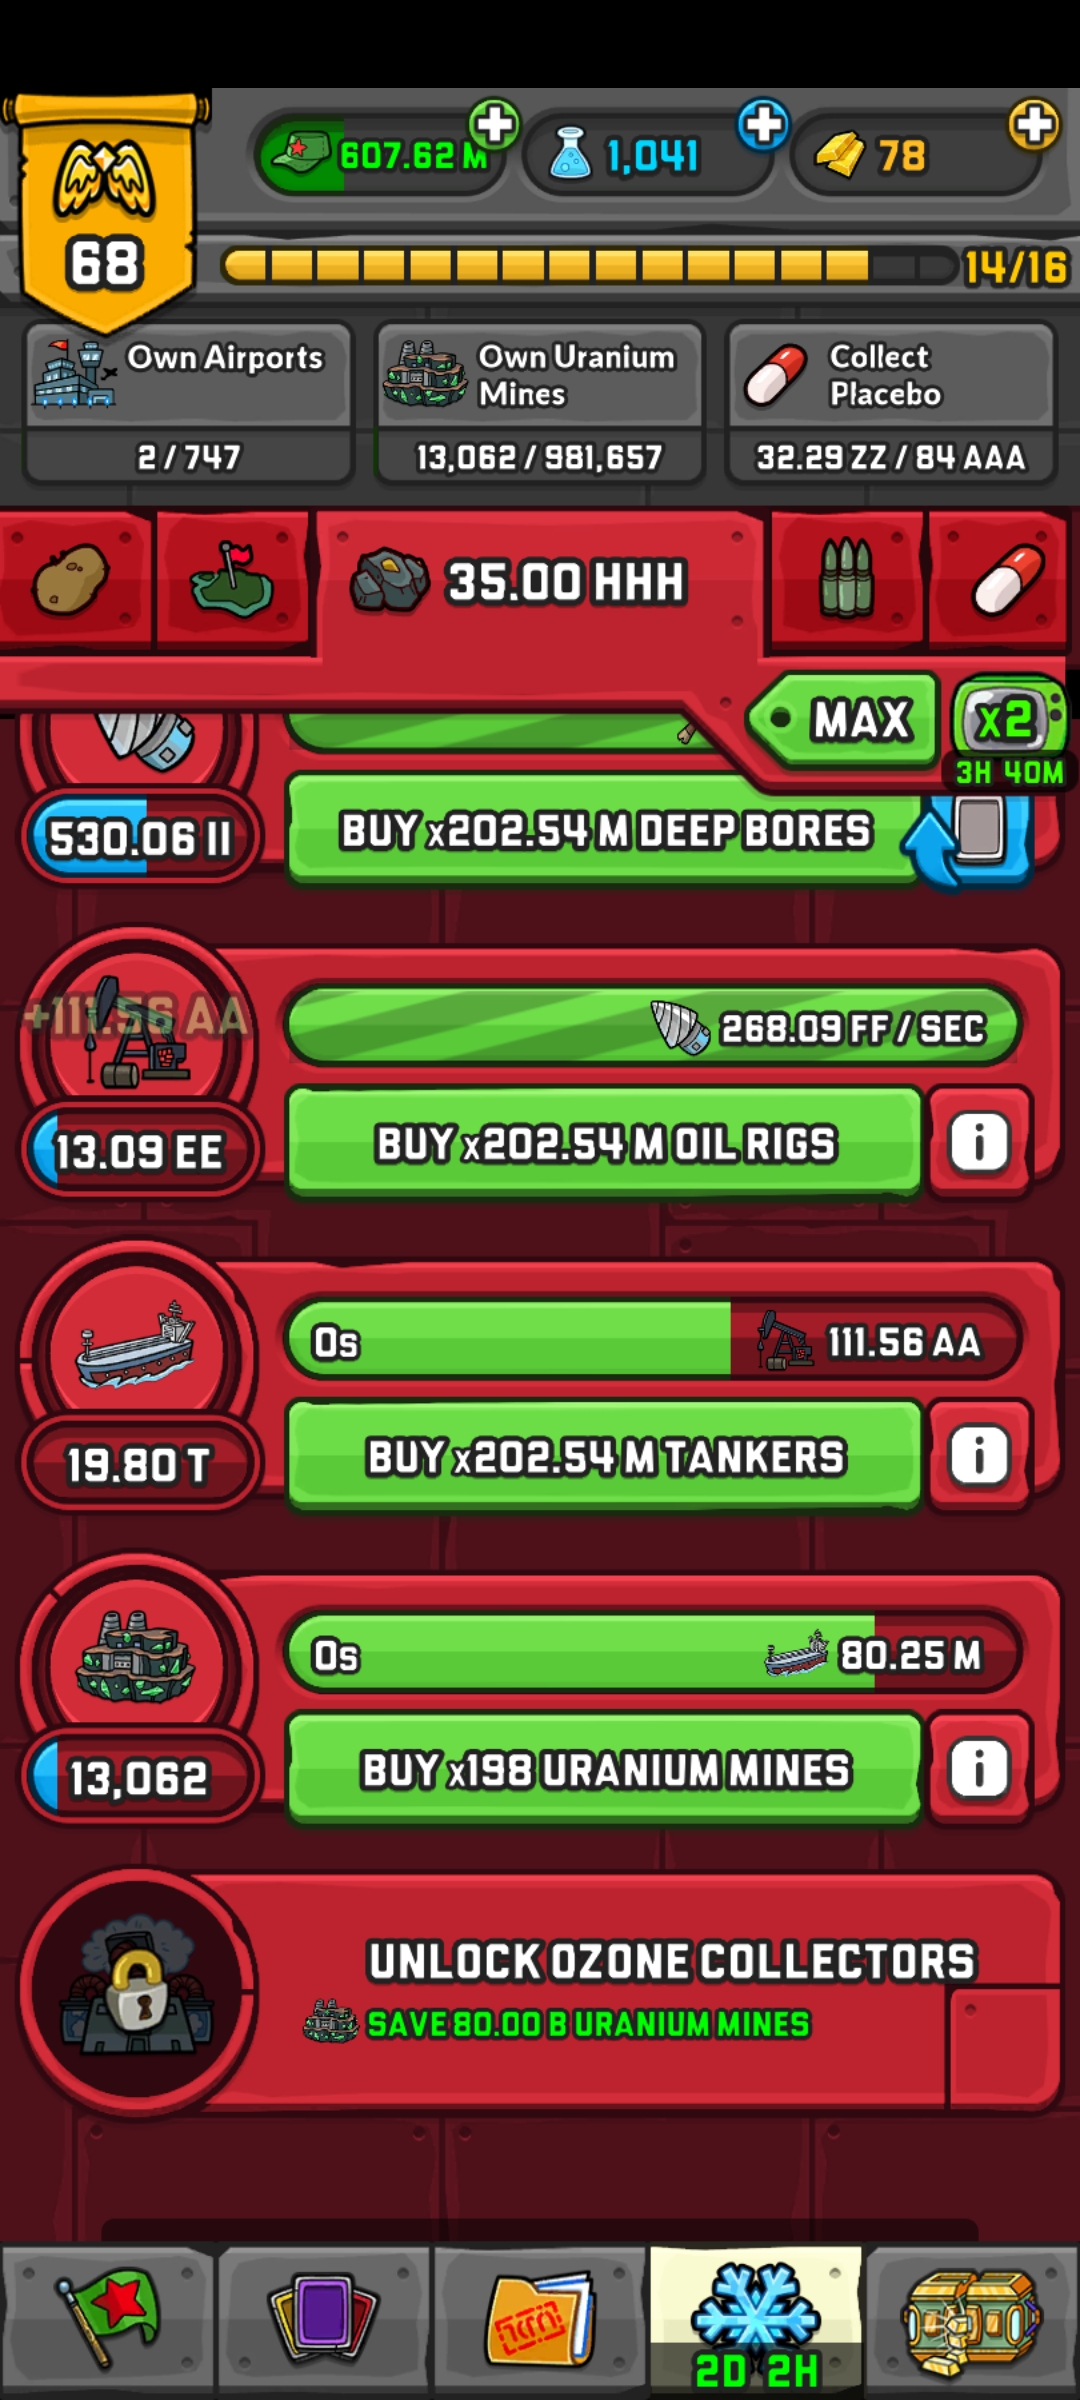 607.62 M
1,041
78
68
14/16
Own Airports
2 / 747
Own Uranium
Mines
13,062 / 981,657
Collect
Placebo
32.29 ZZ / 84 AAA
35.00 HHH
MAX
x2
3H 40M
530.06 II
BUY x202.54 M DEEP BORES
+111.56 AA
268.09 FF / SEC
13.09 EE
BUY x202.54 M OIL RIGS
i
0s
111.56 AA
19.80 T
BUY x202.54 M TANKERS
i
0s
80.25 M
13,062
BUY x198 URANIUM MINES
i
UNLOCK OZONE COLLECTORS
SAVE 80.00 B URANIUM MINES
2D 2H